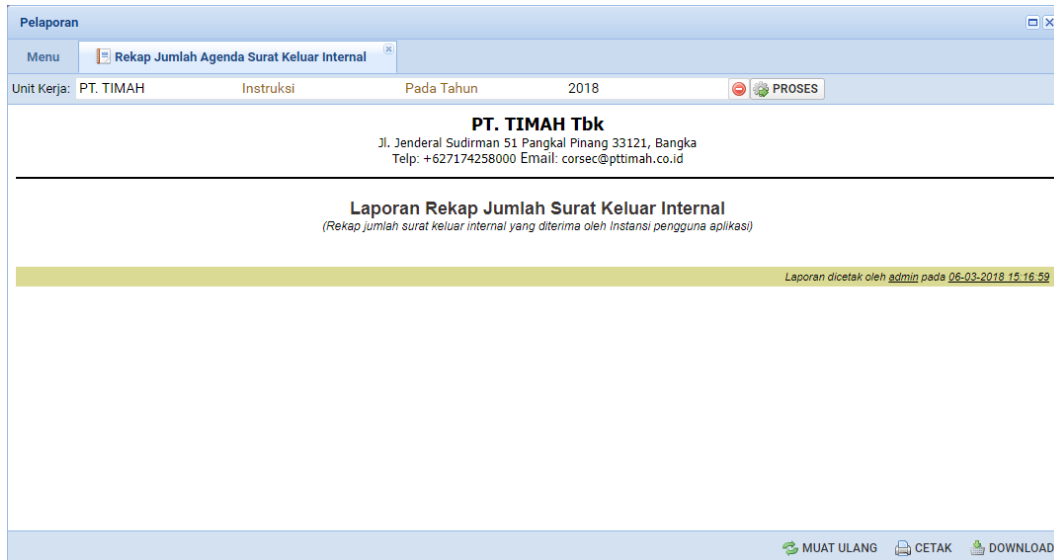 Pelaporan
Menu Rekap Jumlah Agenda Surat Keluar Internal
Unit Kerja: PT. TIMAH Instruksi Pada Tahun 2018 PROSES
PT. TIMAH Tbk
Jl. Jenderal Sudirman 51 Pangkal Pinang 33121, Bangka
Telp: +627174258000 Email: corsec@pttimah.co.id
Laporan Rekap Jumlah Surat Keluar Internal
(Rekap jumlah surat keluar internal yang diterima oleh Instansi pengguna aplikasi)
Laporan dicetak oleh admin pada 06-03-2018 15:16:59
MUAT ULANG CETAK DOWNLOAD